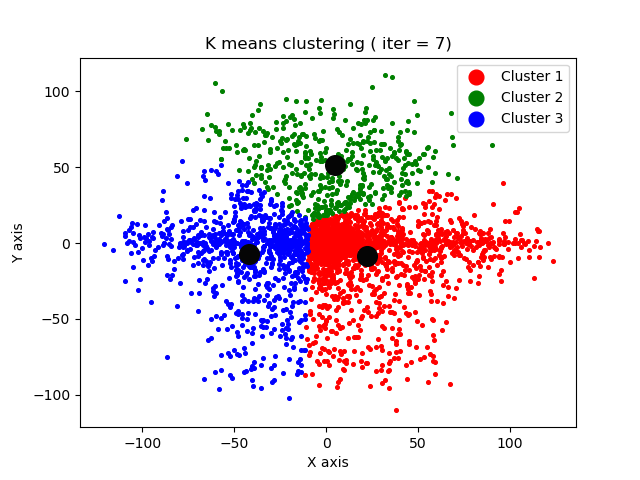 K means clustering ( iter = 7)
Cluster 1
Cluster 2
Cluster 3
100
50
0
−50
−100
Y axis
−100
−50
0
50
100
X axis